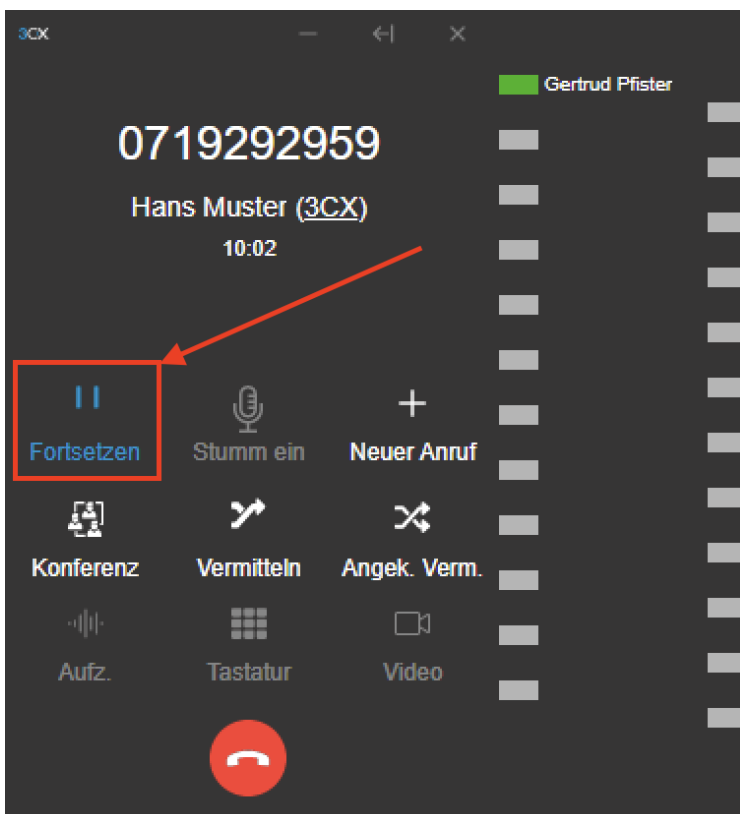 3CX
Gertrud Pfister
0719292959
Hans Muster (3CX)
10:02
Fortsetzen
Stumm ein
Neuer Anruf
Konferenz
Vermitteln
Angek. Verm.
Aufz.
Tastatur
Video